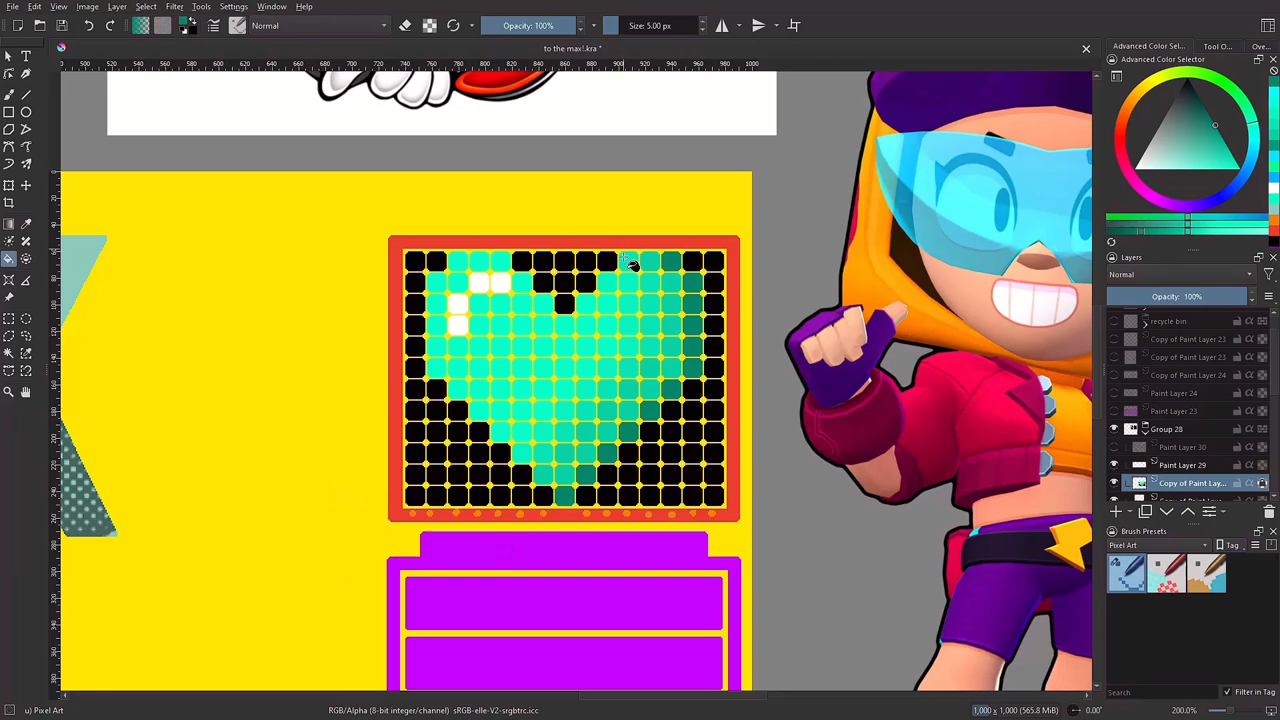 File Edit View Image Layer Select Filter Tools Settings Window Help
Normal Opacity: 100% Size: 5.00 px
to the max!.kra *
Advanced Color Sel... Tool O... Ove...
Advanced Color Selector
Layers
Normal
Opacity: 100%
recycle bin
Copy of Paint Layer 23
Copy of Paint Layer 23
Copy of Paint Layer 24
Paint Layer 24
Paint Layer 23
Group 28
Paint Layer 30
Paint Layer 29
Copy of Paint Lay...
Brush Presets
Pixel Art Tag
Search Filter in Tag
u) Pixel Art RGB/Alpha (8-bit integer/channel) sRGB-elle-V2-srgbtrc.icc 1,000 x 1,000 (565.8 MiB) 0.00° 200.0%